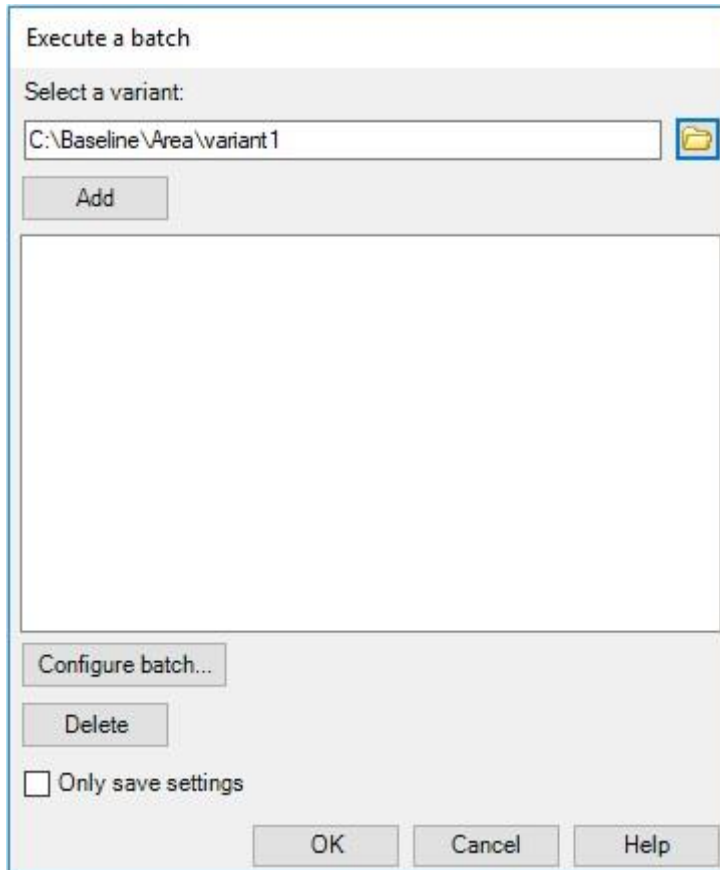 Execute a batch
Select a variant:
C:\Baseline\Area\variant1
Add
Configure batch...
Delete
Only save settings
OK Cancel Help